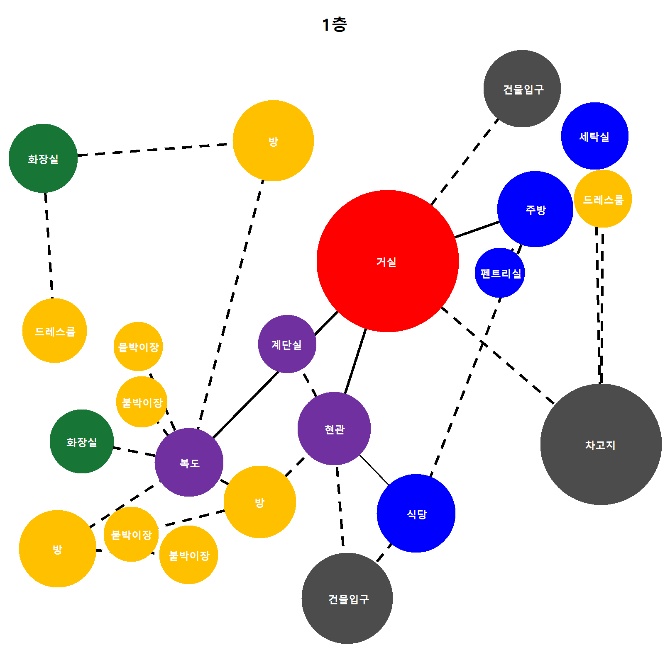 1층
건물입구
세탁실
방
화장실
드레스룸
주방
거실
펜트리실
드레스룸
계단실
붙박이장
붙박이장
현관
화장실
차고지
복도
방
식당
붙박이장
방
붙박이장
건물입구